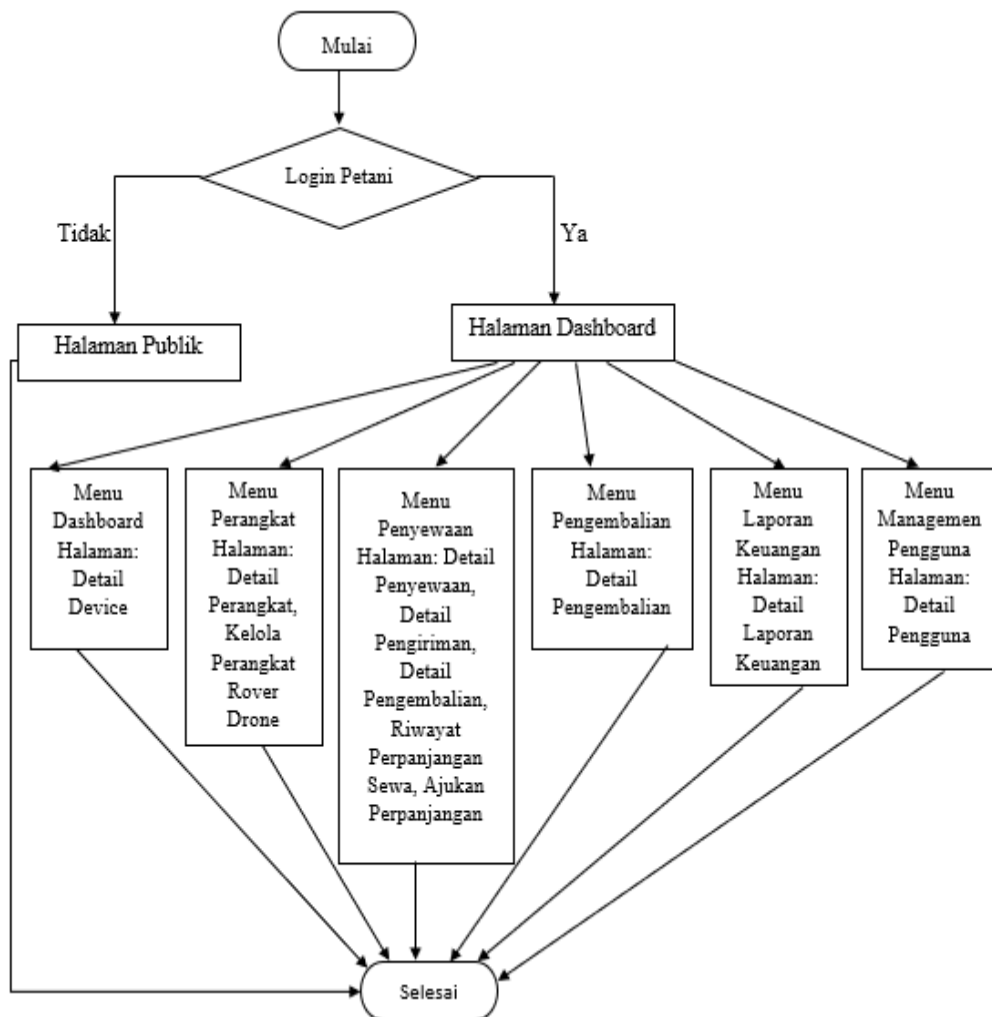 Mulai
Login Petani
Tidak
Ya
Halaman Publik
Halaman Dashboard
Menu
Dashboard
Halaman:
Detail
Device
Menu
Perangkat
Halaman:
Detail
Perangkat,
Kelola
Perangkat
Rover
Drone
Menu
Penyewaan
Halaman: Detail
Penyewaan,
Detail
Pengiriman,
Detail
Pengembalian,
Riwayat
Perpanjangan
Sewa, Ajukan
Perpanjangan
Menu
Pengembalian
Halaman:
Detail
Pengembalian
Menu
Laporan
Keuangan
Halaman:
Detail
Laporan
Keuangan
Menu
Managemen
Pengguna
Halaman:
Detail
Pengguna
Selesai